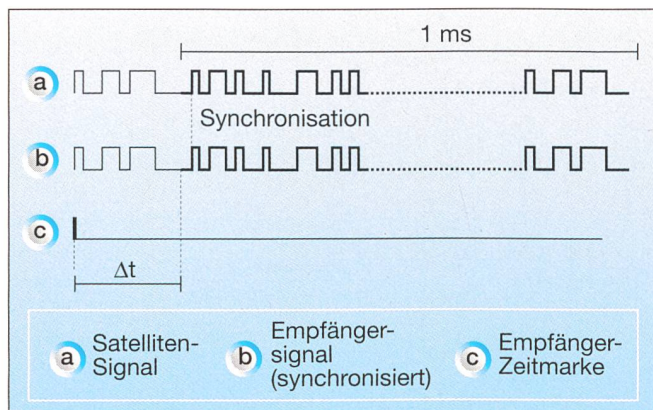 1 ms
a
Synchronisation
b
c
Δt
a Satelliten-
Signal
b Empfänger-
signal
(synchronisiert)
c Empfänger-
Zeitmarke